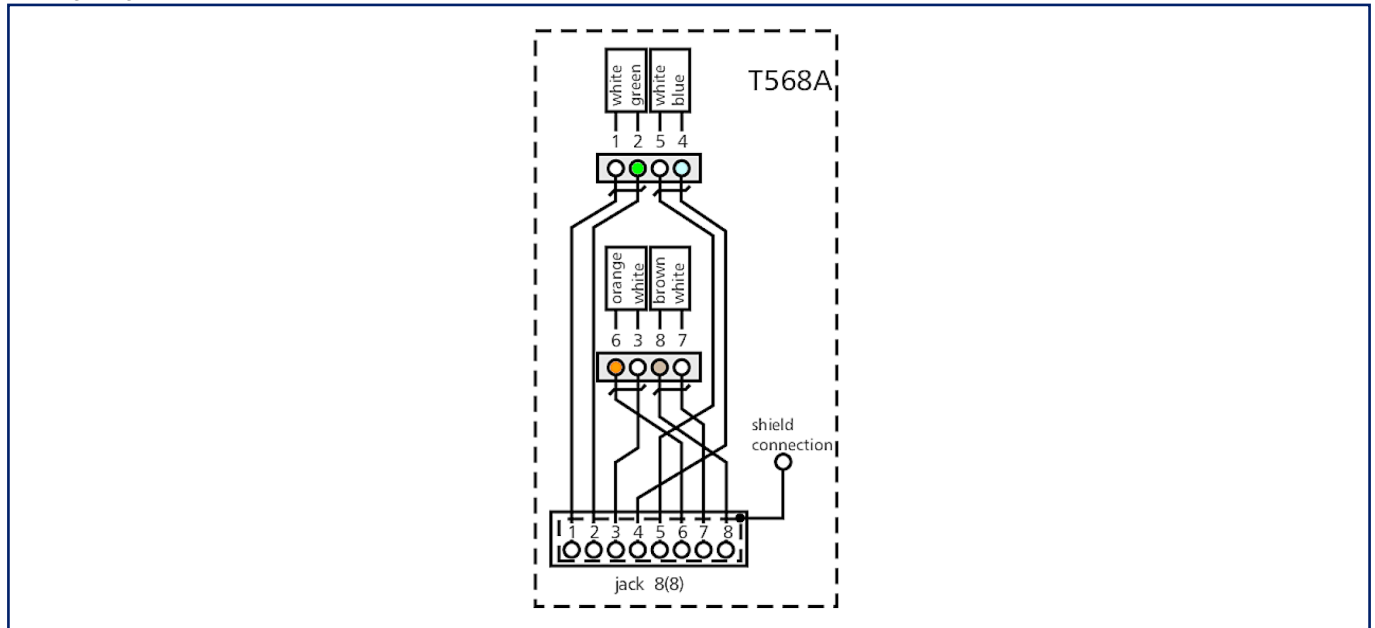 T568A
white green white blue
1 2 5 4
orange white brown white
6 3 8 7
shield
connection
1 2 3 4 5 6 7 8
jack 8(8)